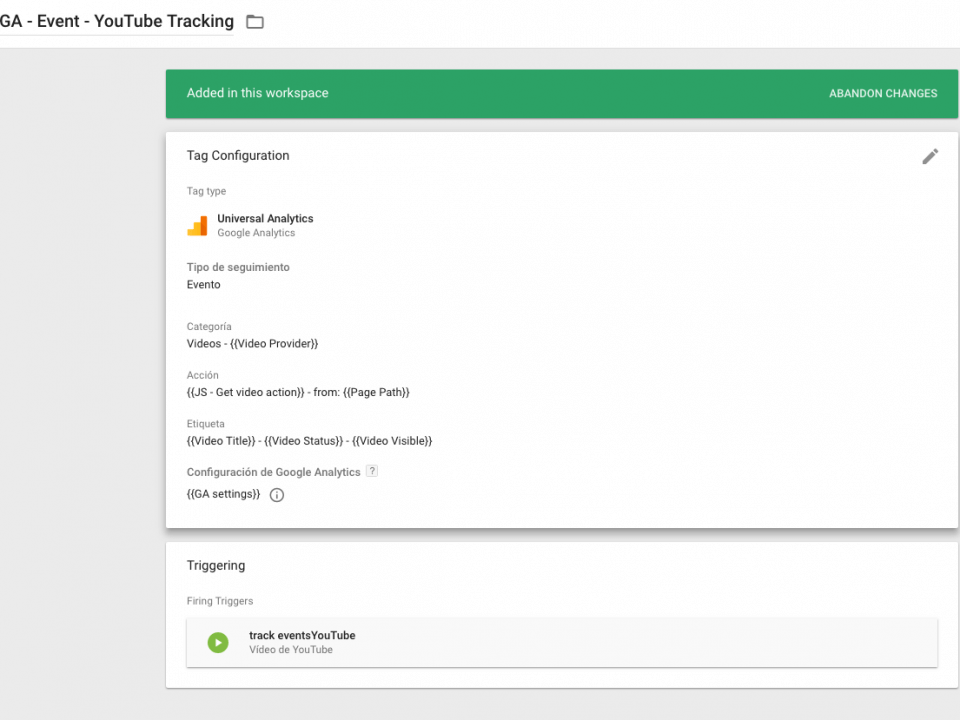 GA - Event - YouTube Tracking
Added in this workspace
ABANDON CHANGES
Tag Configuration
Tag type
Universal Analytics
Google Analytics
Tipo de seguimiento
Evento
Categoría
Videos - {{Video Provider}}
Acción
{{JS - Get video action}} - from: {{Page Path}}
Etiqueta
{{Video Title}} - {{Video Status}} - {{Video Visible}}
Configuración de Google Analytics ?
{{GA settings}}
Triggering
Firing Triggers
track eventsYouTube
Vídeo de YouTube